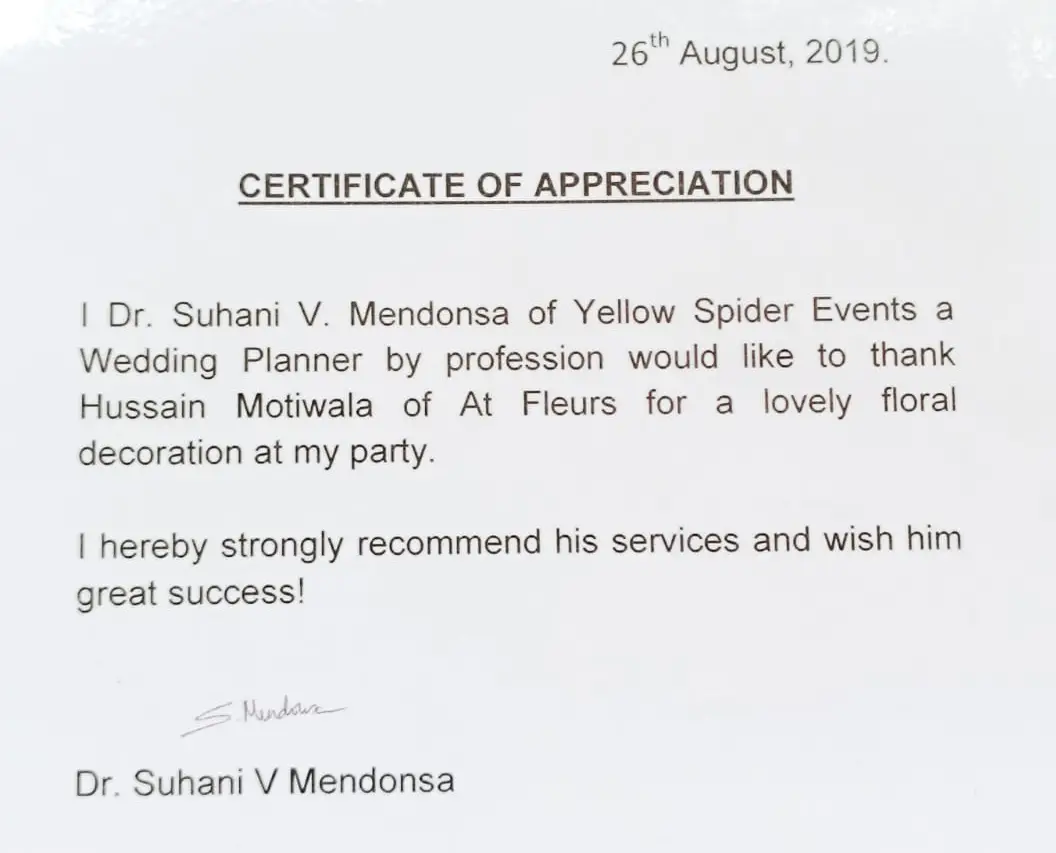 26th August, 2019.
CERTIFICATE OF APPRECIATION
I Dr. Suhani V. Mendonsa of Yellow Spider Events a
Wedding Planner by profession would like to thank
Hussain Motiwala of At Fleurs for a lovely floral
decoration at my party.
I hereby strongly recommend his services and wish him
great success!
S. Mendonsa
Dr. Suhani V Mendonsa